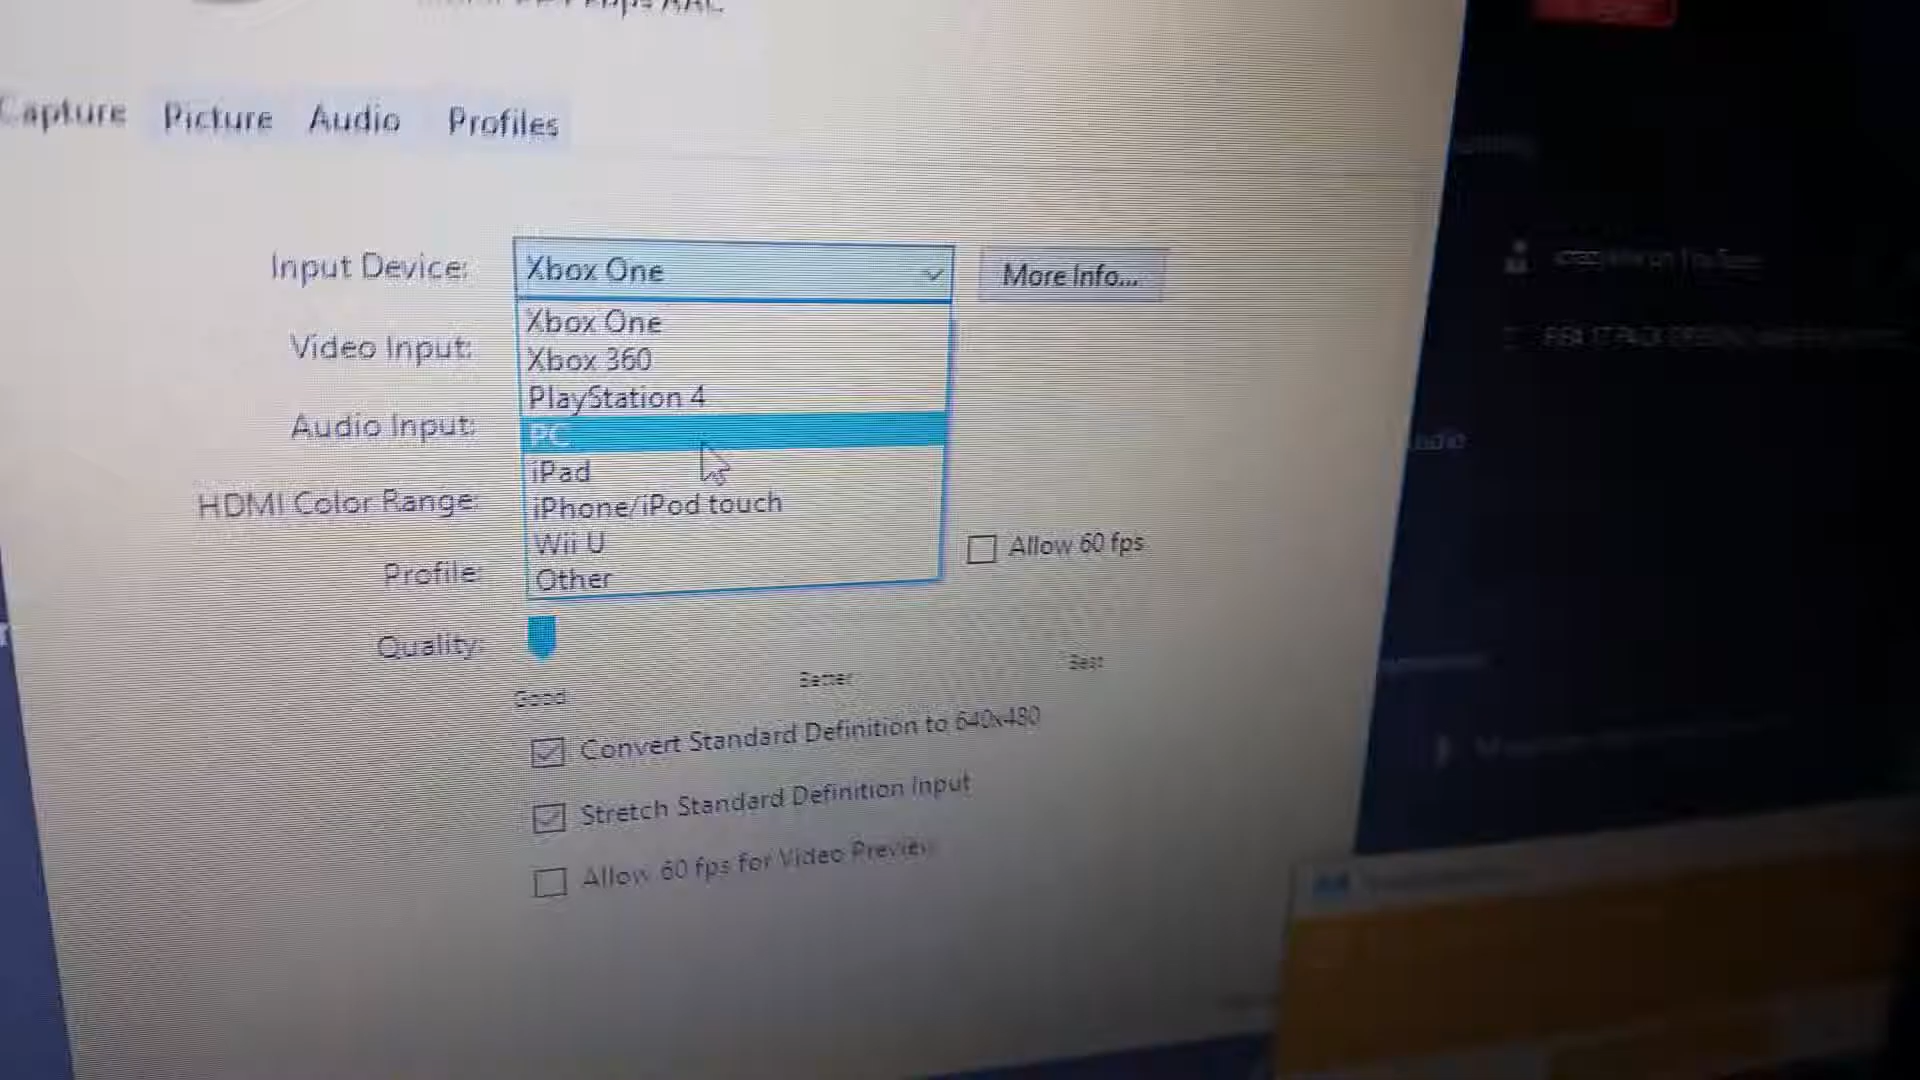 Capture Picture Audio Profiles
Input Device: Xbox One More Info...
Xbox One
Video Input:
Xbox 360
PlayStation 4
Audio Input:
PC
iPad
HDMI Color Range:
iPhone/iPod touch
Wii U
Allow 60 fps
Profile:
Other
Quality:
Good Better Best
Convert Standard Definition to 640x480
Stretch Standard Definition Input
Allow 60 fps for Video Preview